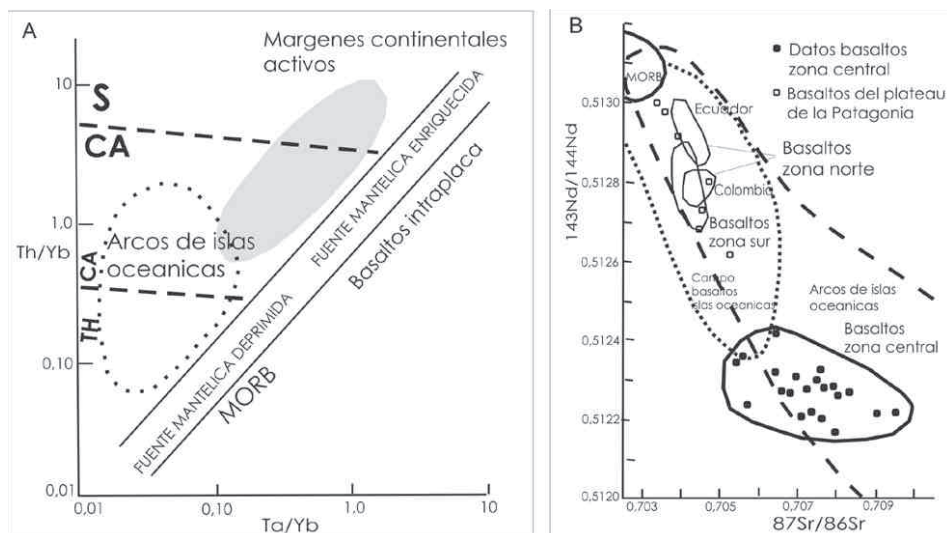 A
Margenes continentales
activos
10
S
CA
1.0
Th/Yb
Arcos de islas
oceanicas
CA
TH
0,10
0,01
FUENTE MANTELICA DEPRIMIDA
FUENTE MANTELICA ENRIQUECIDA
MORB
Basaltos intraplaca
0,01
0,10
1.0
10
Ta/Yb
B
Datos basaltos
zona central
Basaltos del plateau
de la Patagonia
MORB
0,5130
Ecuador
Basaltos
zona norte
143Nd/144Nd
0,5128
Colombia
Basaltos
zona sur
0,5126
Campo
basaltos
islas oceanicas
Arcos de islas
oceanicas
Basaltos
zona central
0,5124
0,5122
0,5120
0,703
0,705
0,707
0,709
87Sr/86Sr